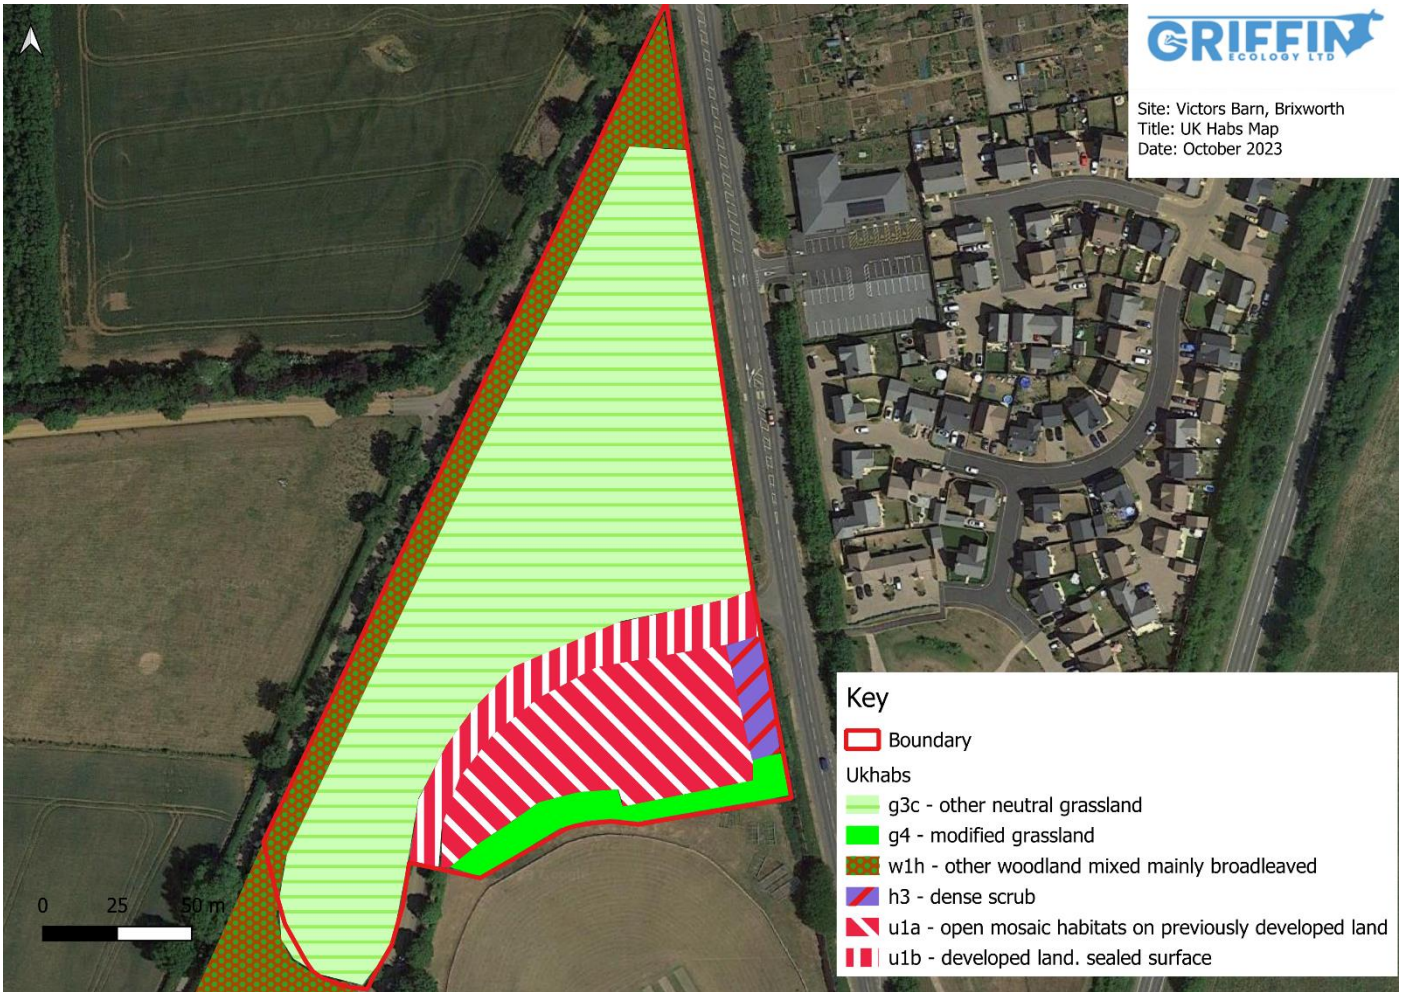 GRIFFIN
ECOLOGY LTD
Site: Victors Barn, Brixworth
Title: UK Habs Map
Date: October 2023
Key
Boundary
Ukhabs
g3c - other neutral grassland
g4 - modified grassland
w1h - other woodland mixed mainly broadleaved
h3 - dense scrub
u1a - open mosaic habitats on previously developed land
u1b - developed land. sealed surface
0 25 50 m